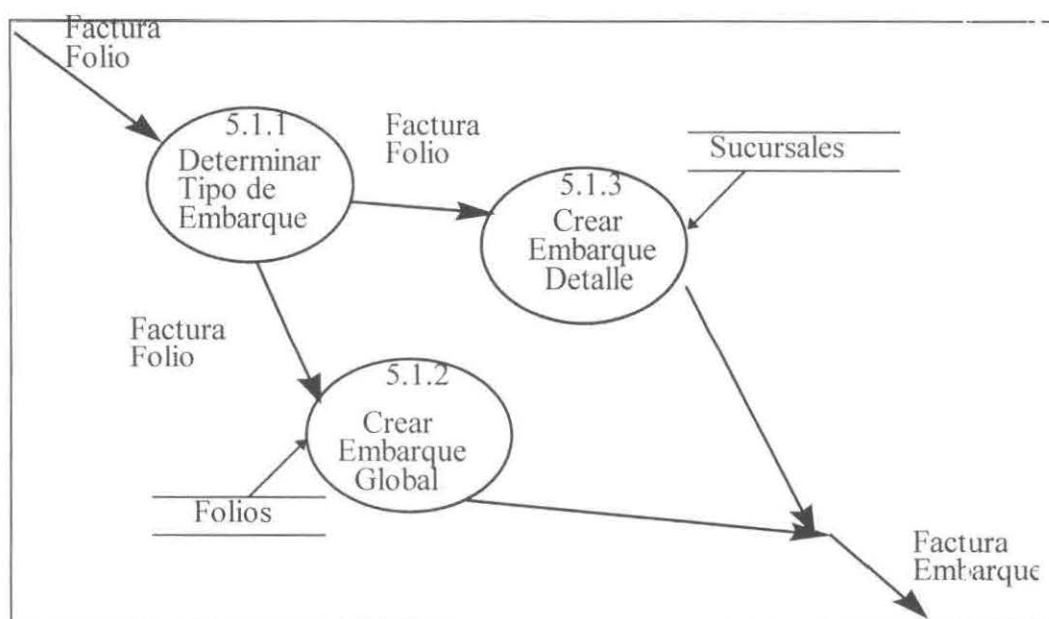 Factura
Folio
5.1.1
Determinar
Tipo de
Embarque
Factura
Folio
Sucursales
5.1.3
Crear
Embarque
Detalle
Factura
Folio
5.1.2
Crear
Embarque
Global
Folios
Factura
Embarque